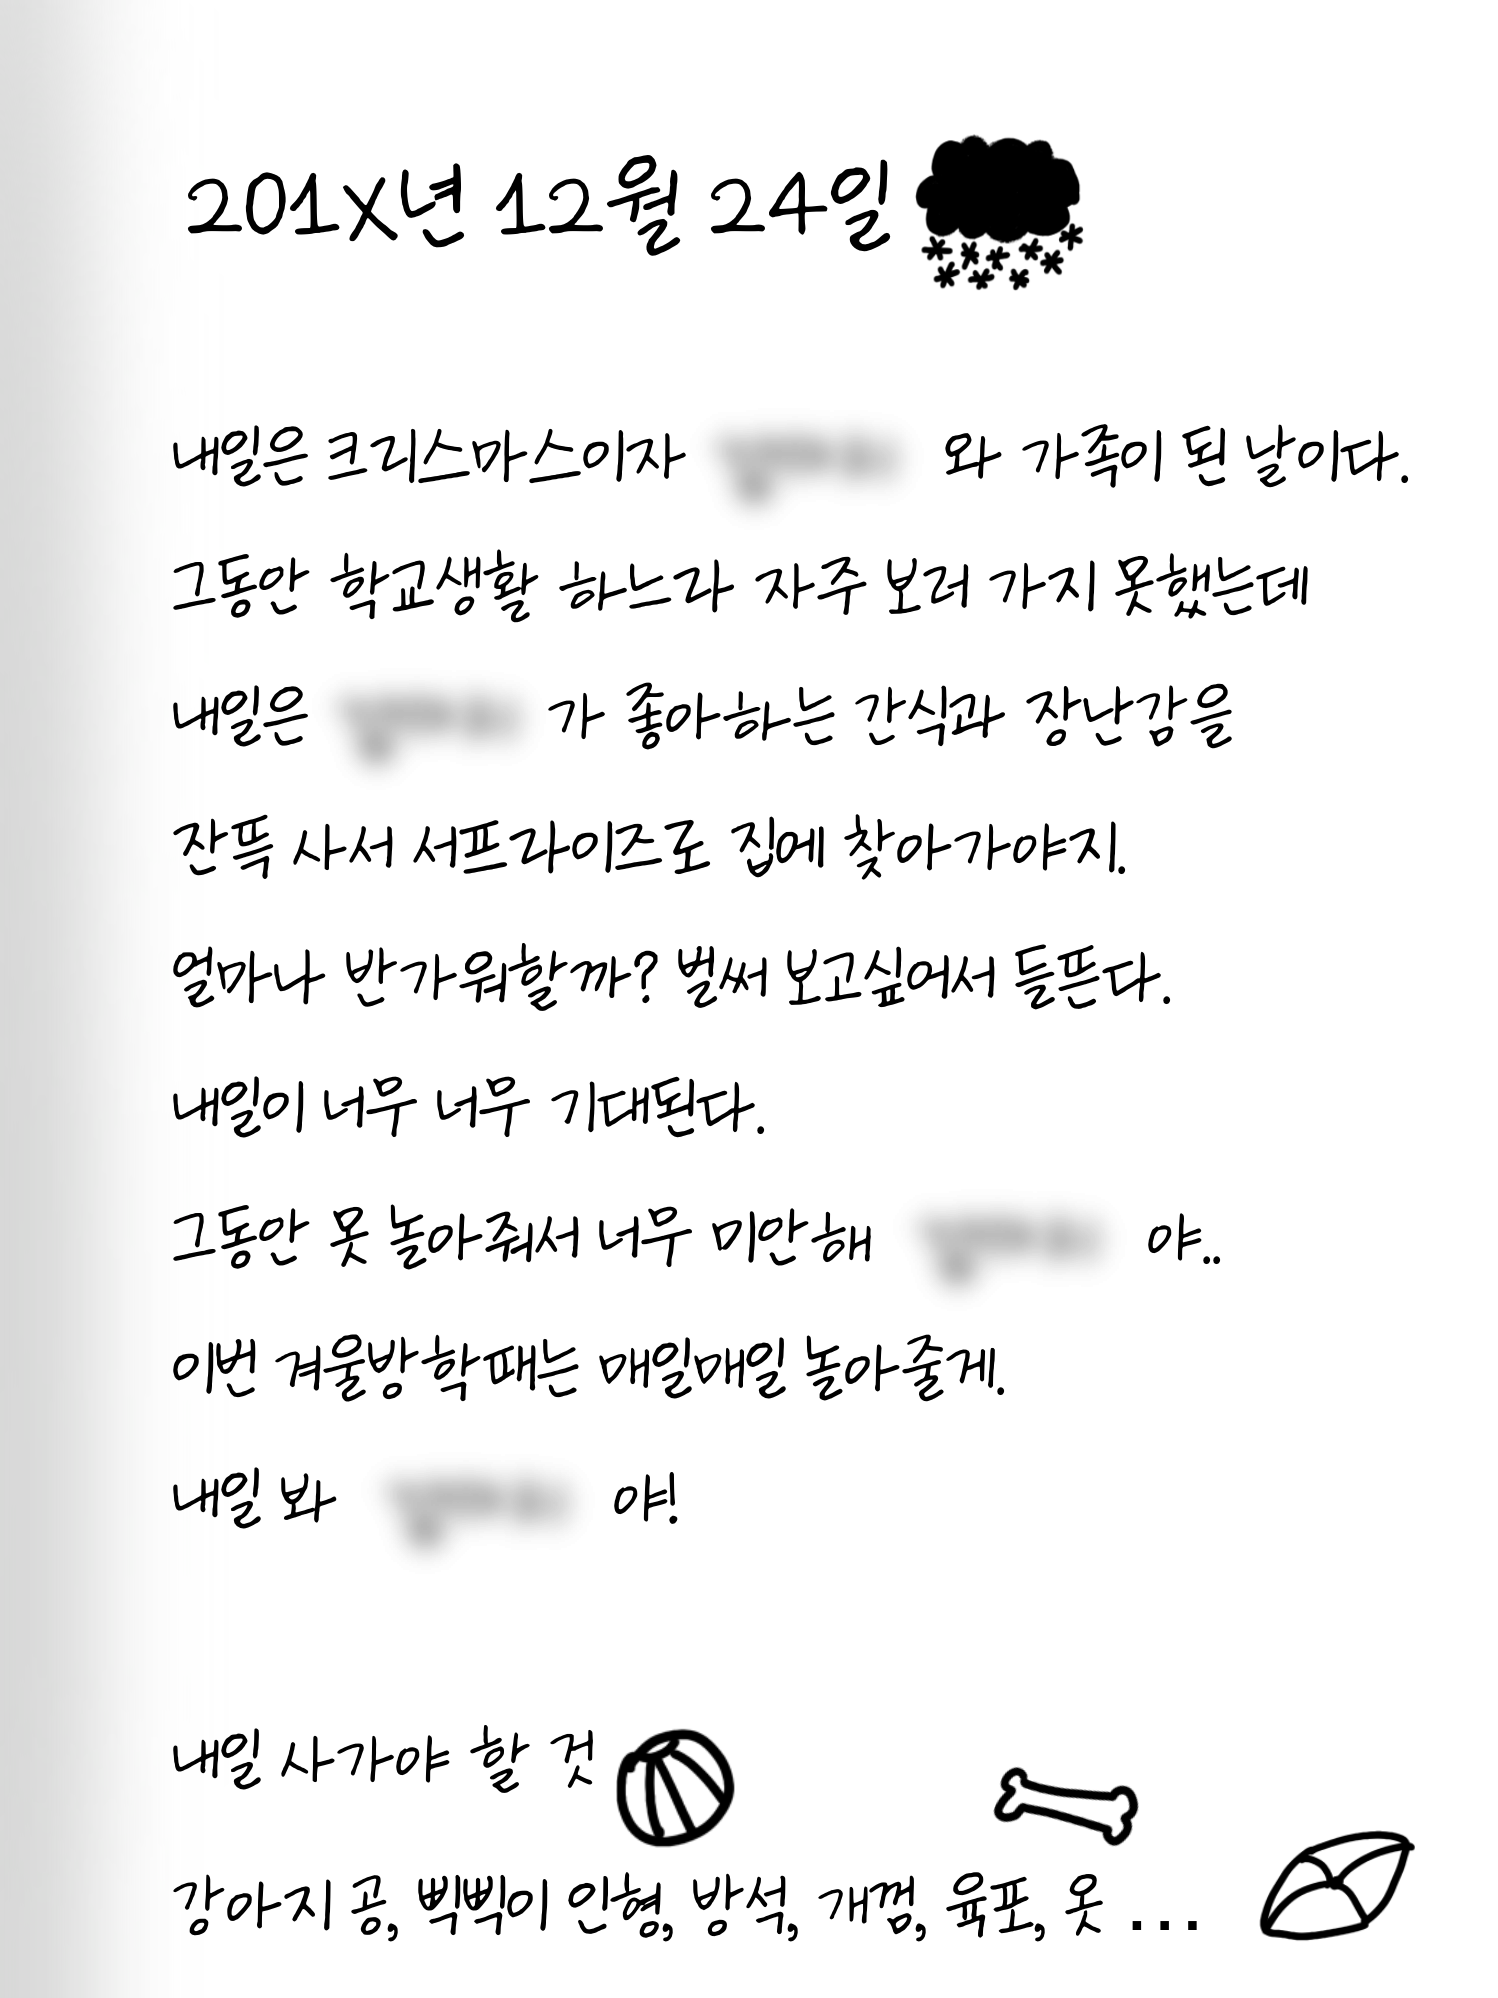 201X년 12월 24일
내일은 크리스마스이자 와 가족이 된 날이다.
그동안 학교생활 하느라 자주 보러 가지 못했는데
내일은 가 좋아하는 간식과 장난감을
잔뜩 사서 서프라이즈로 집에 찾아가야지.
얼마나 반가워할까? 벌써 보고싶어서 들뜬다.
내일이 너무 너무 기대된다.
그동안 못 놀아줘서 너무 미안해 야..
이번 겨울방학때는 매일매일 놀아줄게.
내일 봐 야!
내일 사가야 할 것
강아지 공, 삑삑이 인형, 방석, 개껌, 육포, 옷 ...